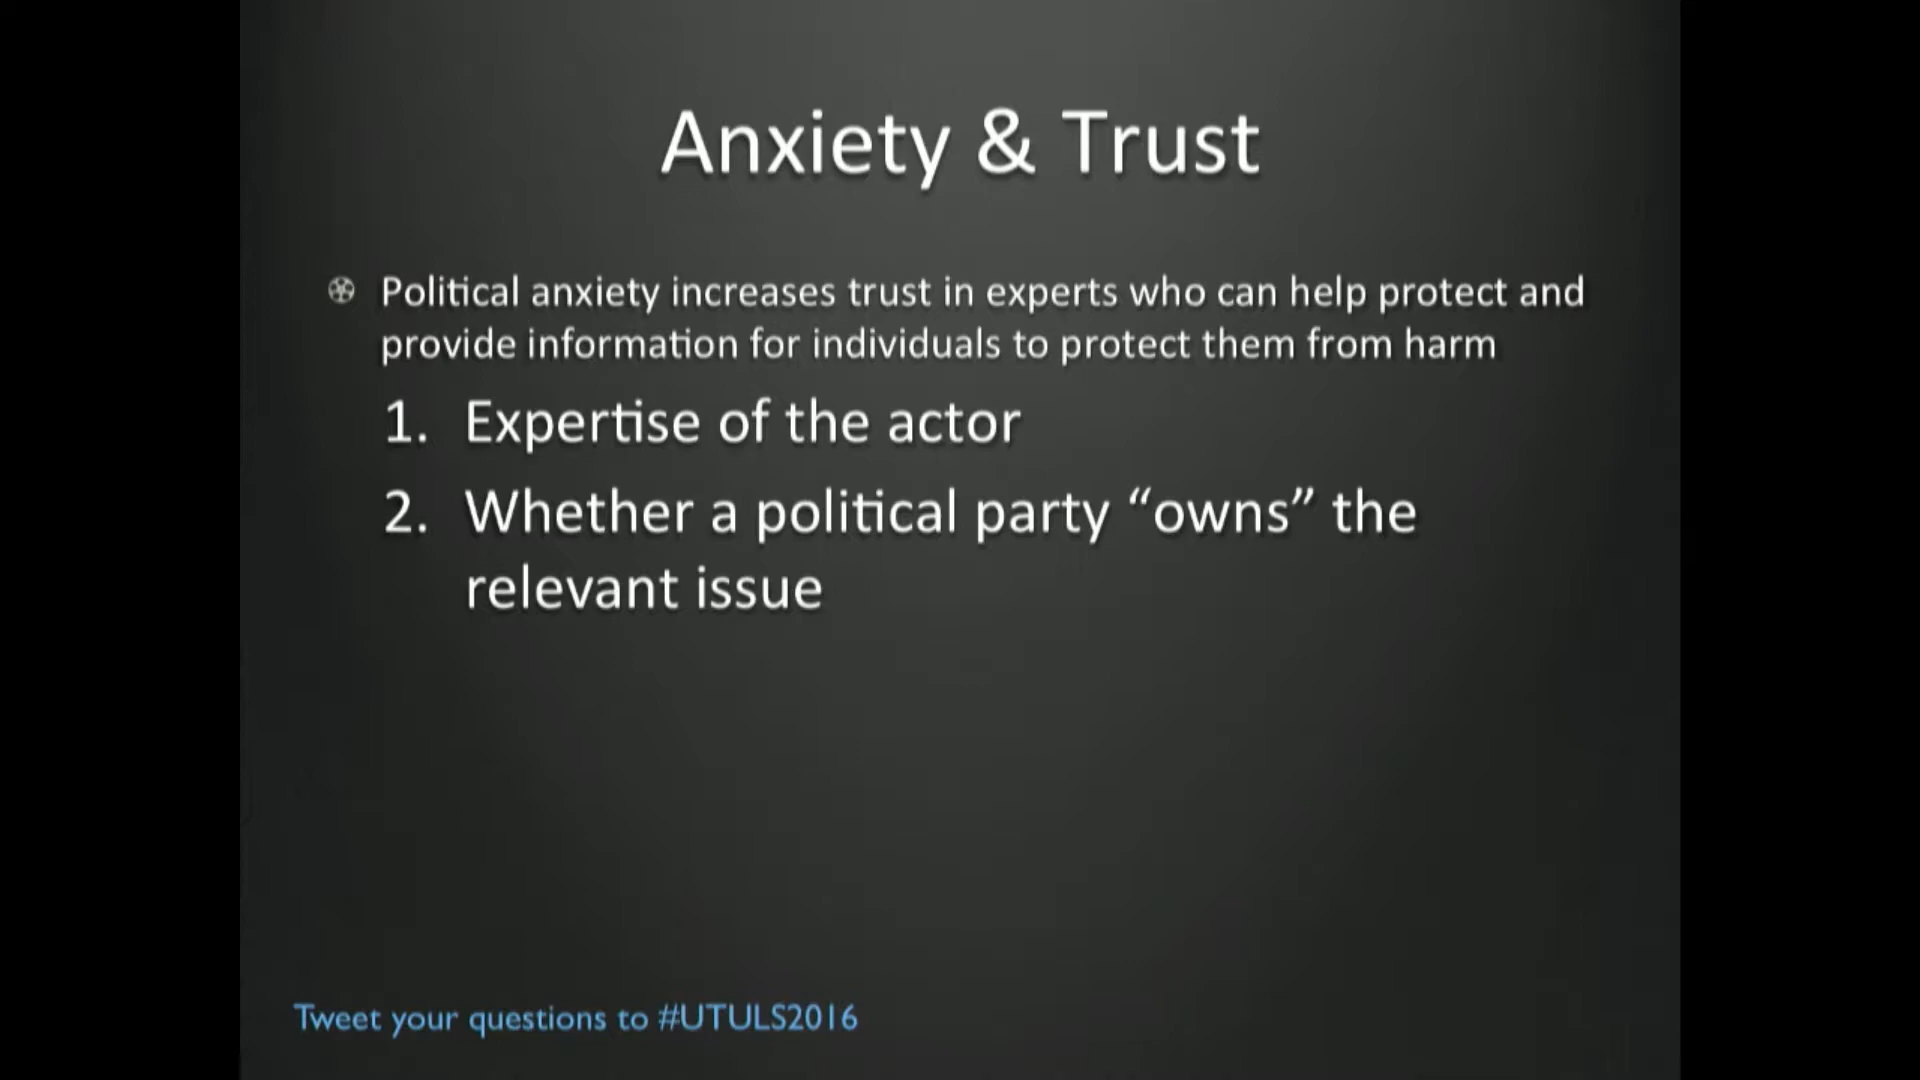 Anxiety & Trust
Political anxiety increases trust in experts who can help protect and
provide information for individuals to protect them from harm
1. Expertise of the actor
2. Whether a political party “owns” the
relevant issue
Tweet your questions to #UTULS2016